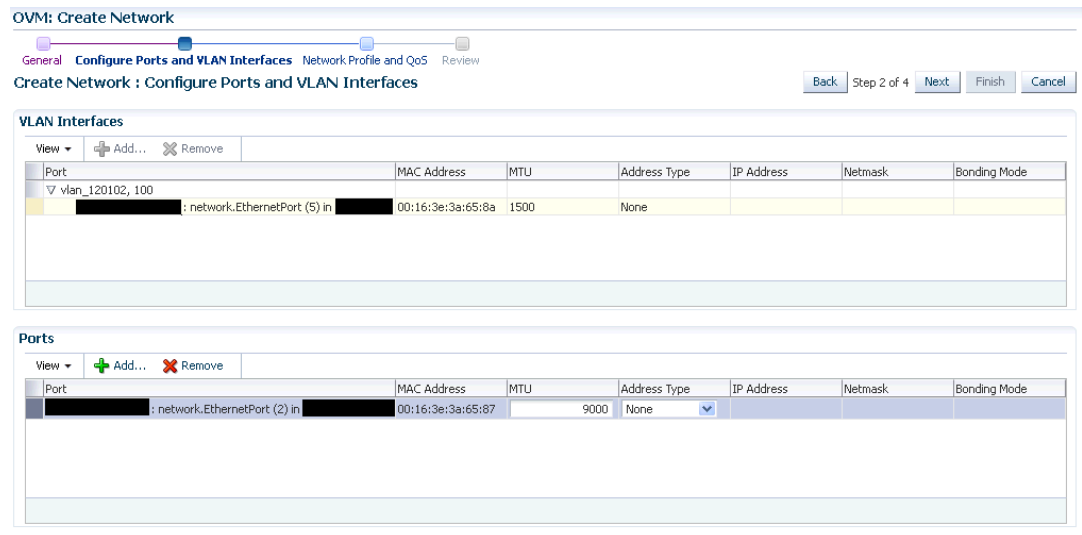 OVM: Create Network
General Configure Ports and VLAN Interfaces Network Profile and QoS Review
Create Network : Configure Ports and VLAN Interfaces Back Step 2 of 4 Next Finish Cancel
VLAN Interfaces
View Add... Remove
Port MAC Address MTU Address Type IP Address Netmask Bonding Mode
vlan_120102, 100
: network.EthernetPort (5) in 00:16:3e:3a:65:8a 1500 None
Ports
View Add... Remove
Port MAC Address MTU Address Type IP Address Netmask Bonding Mode
: network.EthernetPort (2) in 00:16:3e:3a:65:87 9000 None